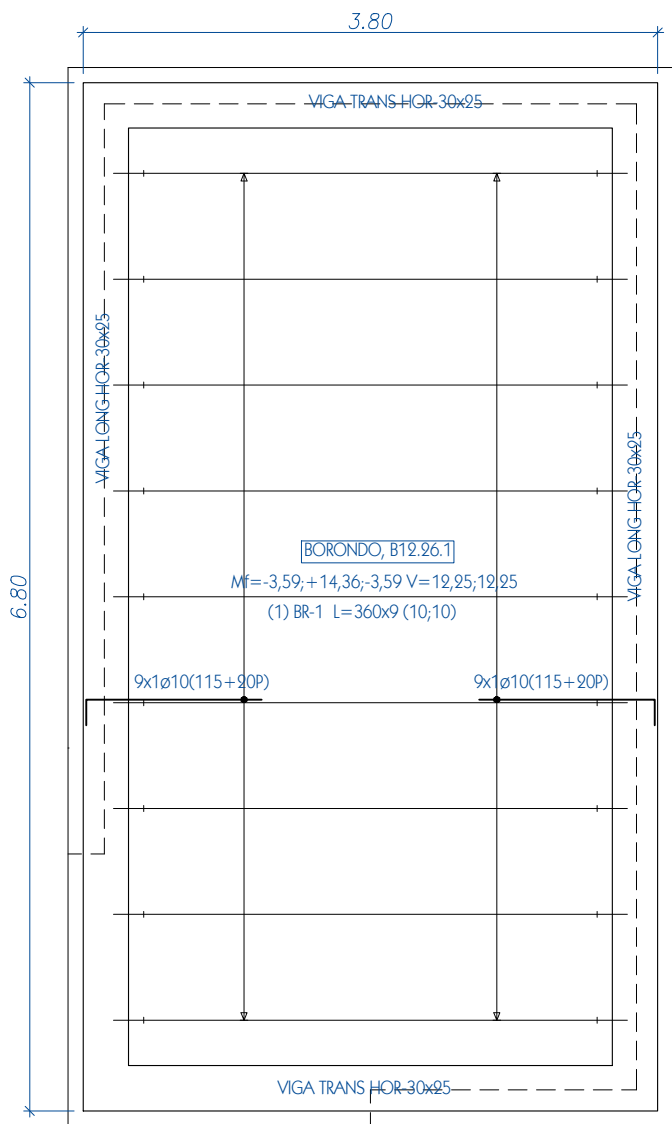 3.80
VIGA TRANS HOR-30x25
VIGA LONG HOR-30x25
VIGA LONG HOR-30x25
6.80
BORONDO, B12.26.1
Mf=-3,59;+14,36;-3,59 V=12,25;12,25
(1) BR-1 L=360x9 (10;10)
9x1ø10(115+20P)
9x1ø10(115+20P)
VIGA TRANS HOR-30x25